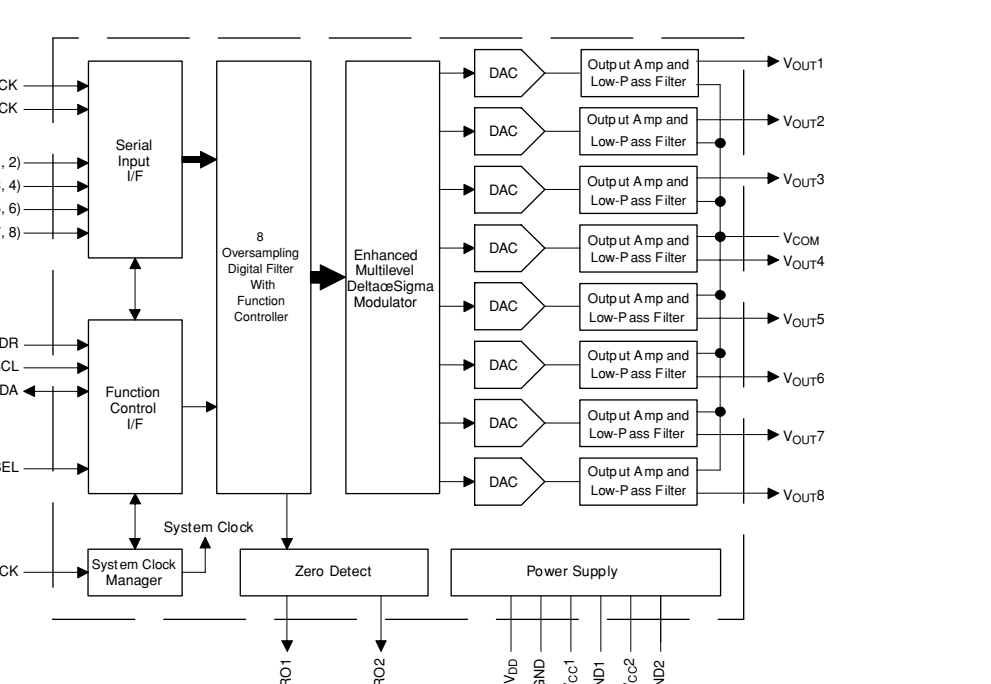 CK
CK
, 2)
, 4)
, 6)
, 8)
DR
CL
DA
SEL
CK
Serial
Input
I/F
Function
Control
I/F
System Clock
Manager
System Clock
8
Oversampling
Digital Filter
With
Function
Controller
Enhanced
Multilevel
DeltaœSigma
Modulator
DAC
Output Amp and
Low-Pass Filter
VOUT1
DAC
Output Amp and
Low-Pass Filter
VOUT2
DAC
Output Amp and
Low-Pass Filter
VOUT3
DAC
Output Amp and
Low-Pass Filter
VCOM
VOUT4
DAC
Output Amp and
Low-Pass Filter
VOUT5
DAC
Output Amp and
Low-Pass Filter
VOUT6
DAC
Output Amp and
Low-Pass Filter
VOUT7
DAC
Output Amp and
Low-Pass Filter
VOUT8
Zero Detect
Power Supply
RO1
RO2
VDD
GND
CC1
ND1
CC2
ND2